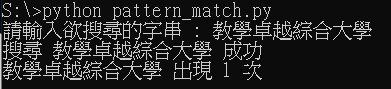 S:\>python pattern_match.py
請輸入欲搜尋的字串 : 教學卓越綜合大學
搜尋 教學卓越綜合大學 成功
教學卓越綜合大學 出現 1 次